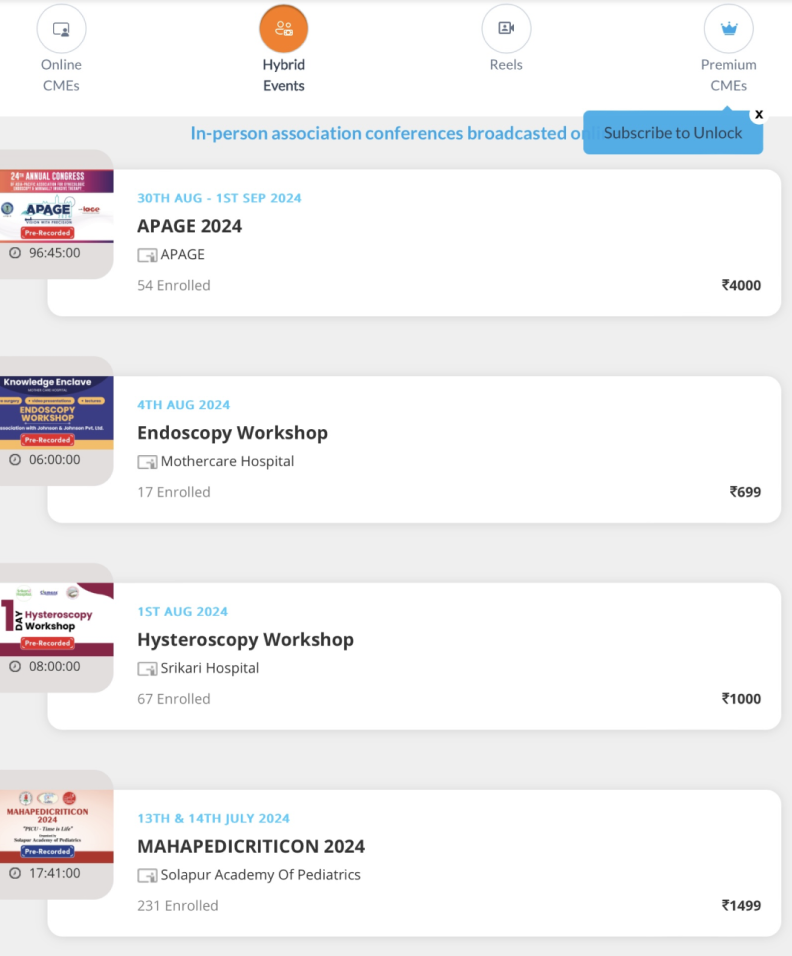 Online
CMEs
Hybrid
Events
Reels
Premium
CMEs
x
Subscribe to Unlock
In-person association conferences broadcasted
24th ANNUAL CONGRESS
APAGE
Pre-Recorded
96:45:00
30TH AUG - 1ST SEP 2024
APAGE 2024
APAGE
54 Enrolled
₹4000
Knowledge Enclave
ENDOSCOPY
WORKSHOP
Johnson & Johnson Pvt. Ltd.
Pre-Recorded
06:00:00
4TH AUG 2024
Endoscopy Workshop
Mothercare Hospital
17 Enrolled
₹699
1 DAY
Hysteroscopy
Workshop
Pre-Recorded
08:00:00
1ST AUG 2024
Hysteroscopy Workshop
Srikari Hospital
67 Enrolled
₹1000
MAHAPEDICRITICON
2024
"PICU - Time is Life"
Solapur Academy of Pediatrics
Pre-Recorded
17:41:00
13TH & 14TH JULY 2024
MAHAPEDICRITICON 2024
Solapur Academy Of Pediatrics
231 Enrolled
₹1499